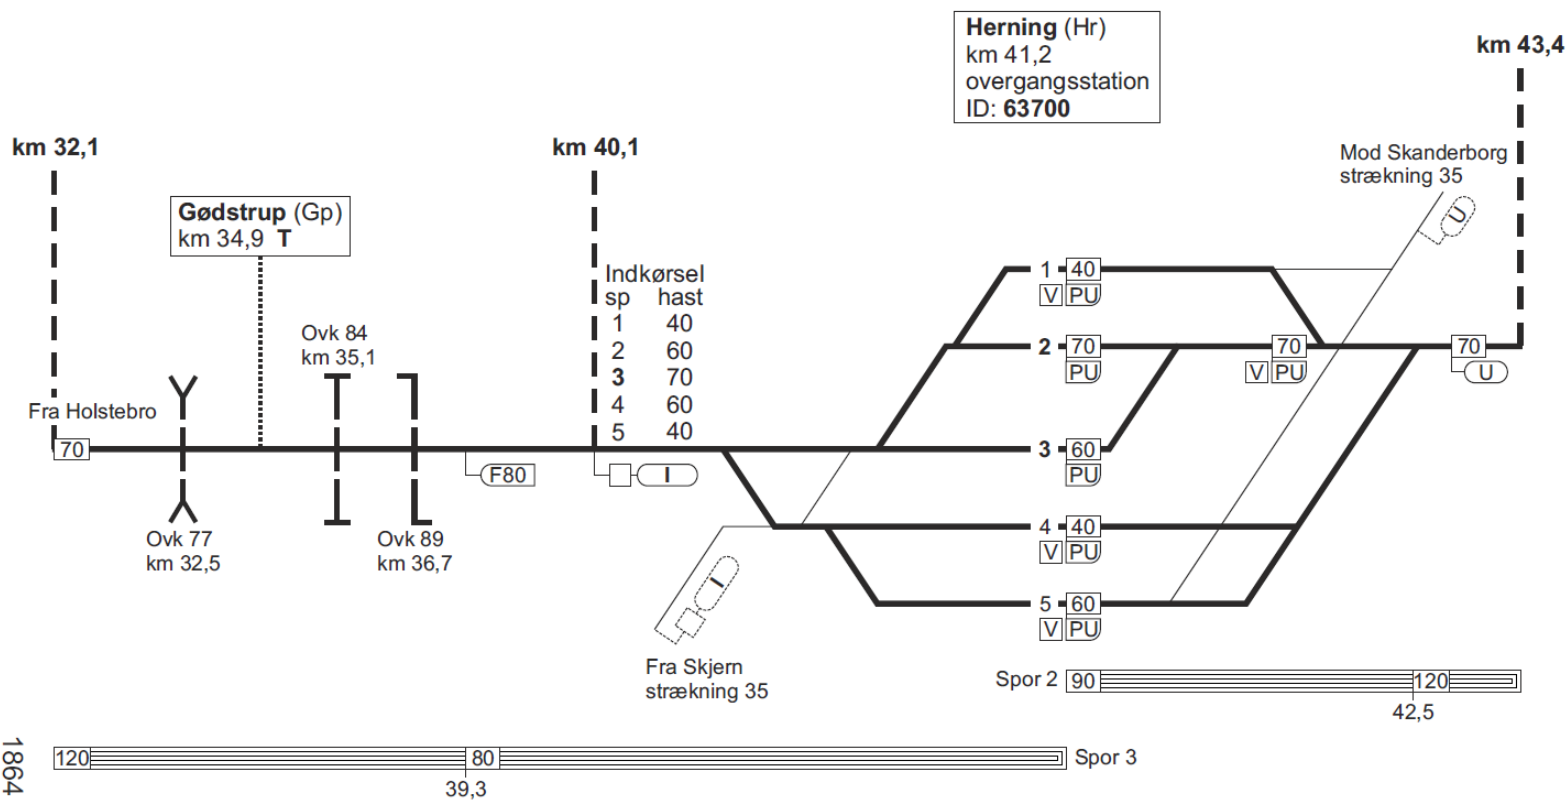 Herning (Hr)
km 41,2
overgangsstation
ID: 63700
km 43,4
km 32,1
km 40,1
Mod Skanderborg
strækning 35
U
Gødstrup (Gp)
km 34,9 T
Indkørsel
sp hast
1 40
2 60
3 70
4 60
5 40
Ovk 84
km 35,1
Fra Holstebro
70
Ovk 77
km 32,5
Ovk 89
km 36,7
F80
I
1 40
V PU
2 70
PU
70
V PU
70
U
3 60
PU
4 40
V PU
5 60
V PU
I
Fra Skjern
strækning 35
Spor 2 90 120
42,5
120 80 Spor 3
39,3
1864